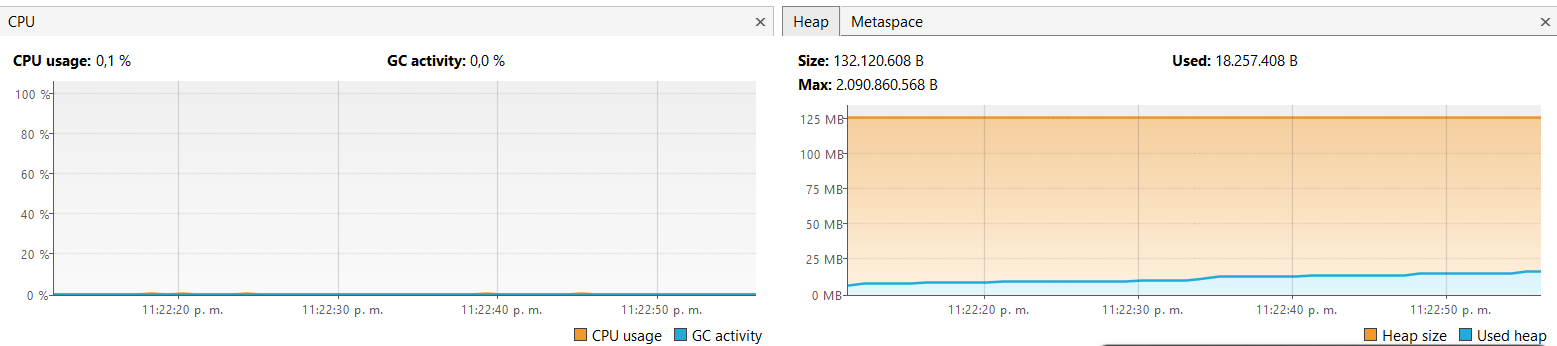 CPU
CPU usage: 0,1 %
GC activity: 0,0 %
100 %
80 %
60 %
40 %
20 %
0 %
11:22:20 p. m.
11:22:30 p. m.
11:22:40 p. m.
11:22:50 p. m.
CPU usage
GC activity
Heap
Metaspace
Size: 132.120.608 B
Used: 18.257.408 B
Max: 2.090.860.568 B
125 MB
100 MB
75 MB
50 MB
25 MB
0 MB
11:22:20 p. m.
11:22:30 p. m.
11:22:40 p. m.
11:22:50 p. m.
Heap size
Used heap